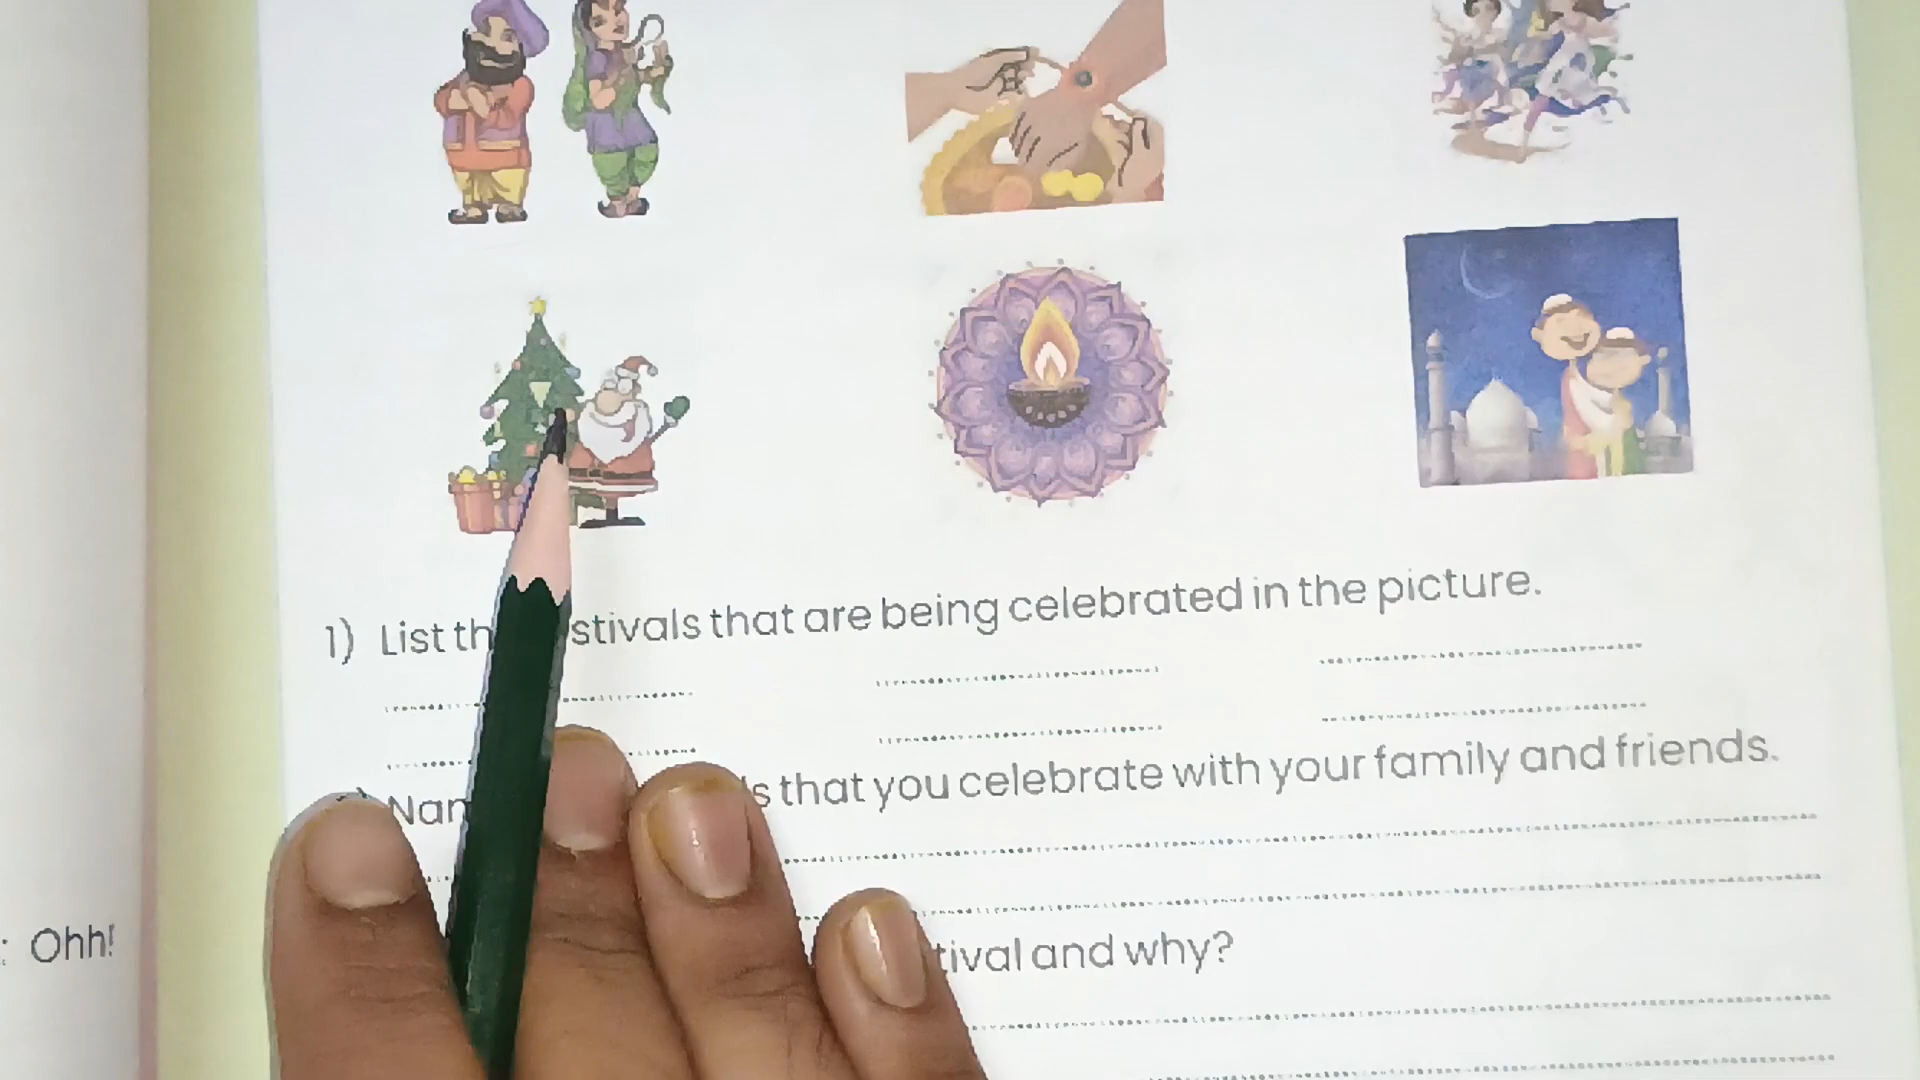 1) List th stivals that are being celebrated in the picture.
Nam s that you celebrate with your family and friends.
: Ohh!
tival and why?